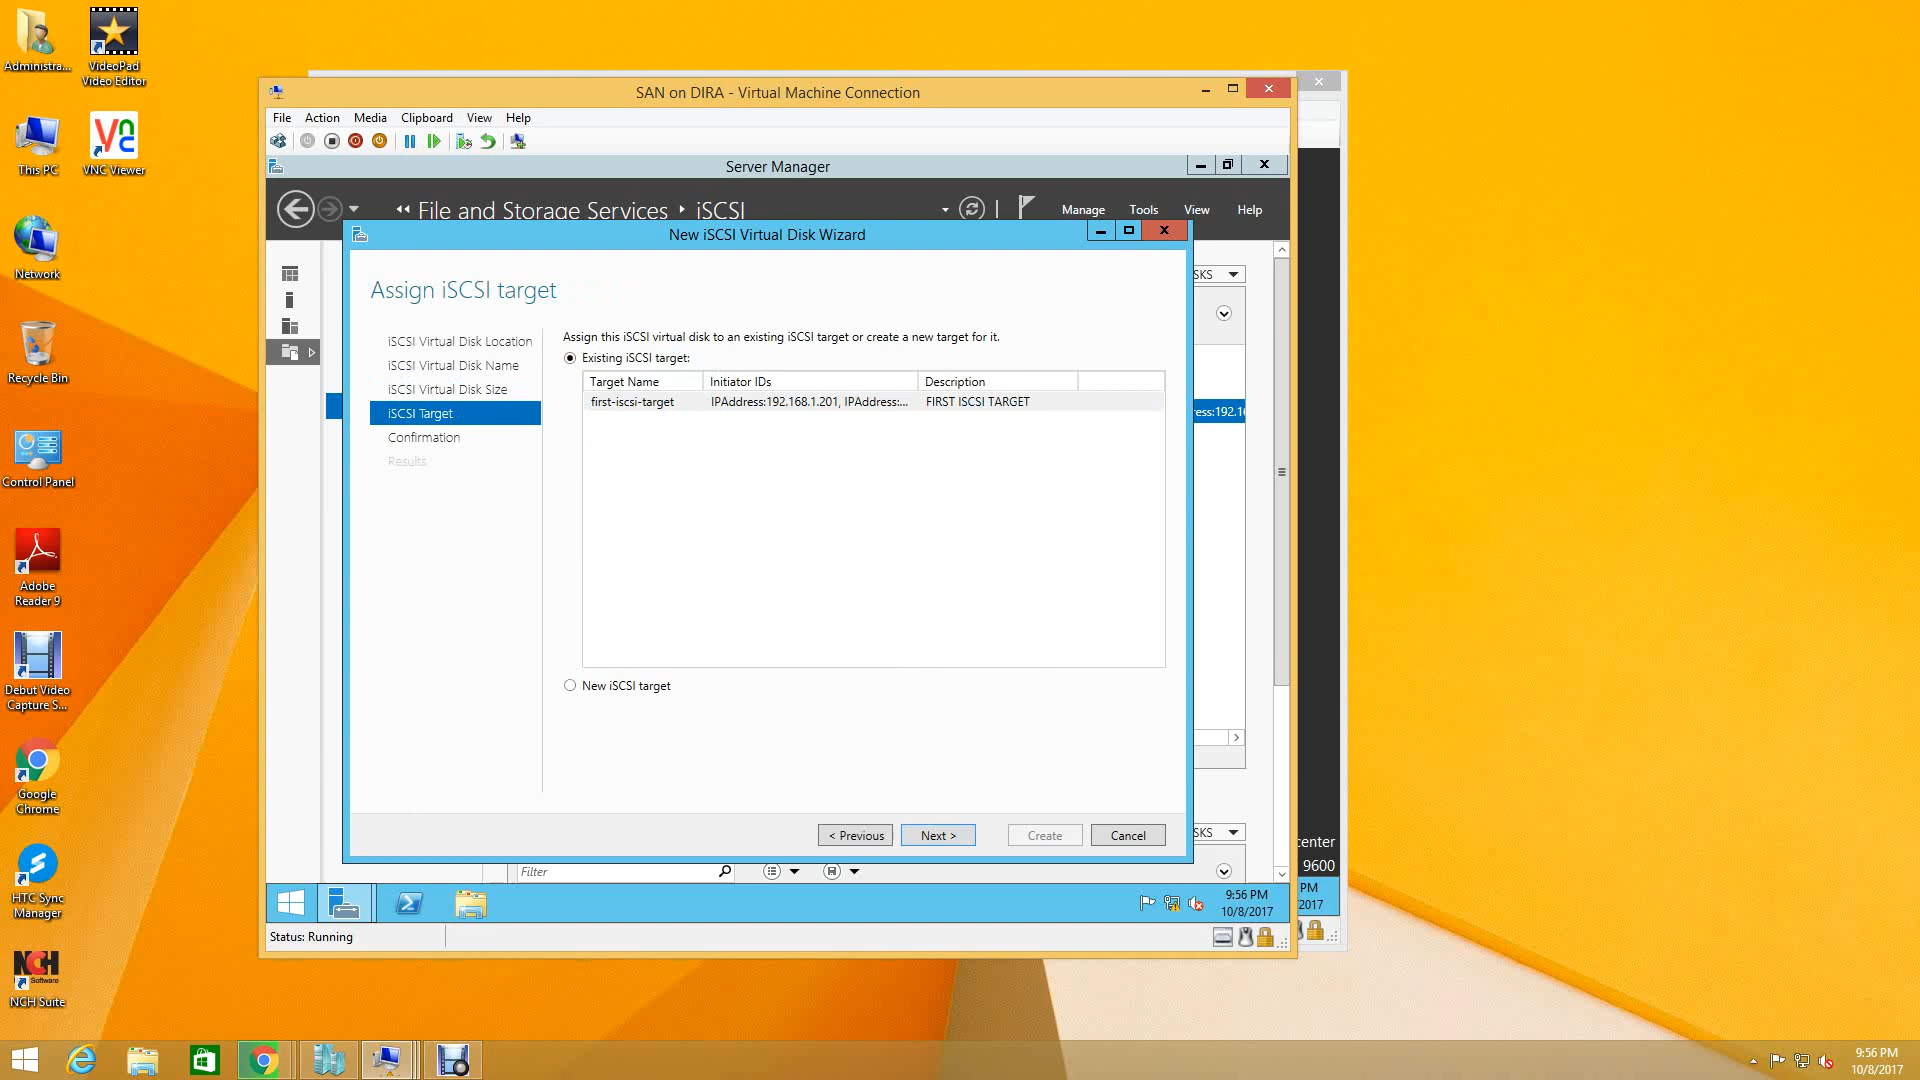 Administra...
VideoPad
Video Editor
This PC
VNC Viewer
Network
Recycle Bin
Control Panel
Adobe
Reader 9
Debut Video
Capture S...
Google
Chrome
HTC Sync
Manager
NCH
Software
NCH Suite
SAN on DIRA - Virtual Machine Connection
File Action Media Clipboard View Help
Server Manager
File and Storage Services iSCSI
Manage Tools View Help
New iSCSI Virtual Disk Wizard
Assign iSCSI target
iSCSI Virtual Disk Location
iSCSI Virtual Disk Name
iSCSI Virtual Disk Size
iSCSI Target
Confirmation
Results
Assign this iSCSI virtual disk to an existing iSCSI target or create a new target for it.
Existing iSCSI target:
Target Name Initiator IDs Description
first-iscsi-target IPAddress:192.168.1.201, IPAddress:... FIRST ISCSI TARGET
New iSCSI target
< Previous Next > Create Cancel
SKS
ess:192.16
SKS
Filter
9:56 PM
10/8/2017
Status: Running
center
9600
PM
2017
9:56 PM
10/8/2017